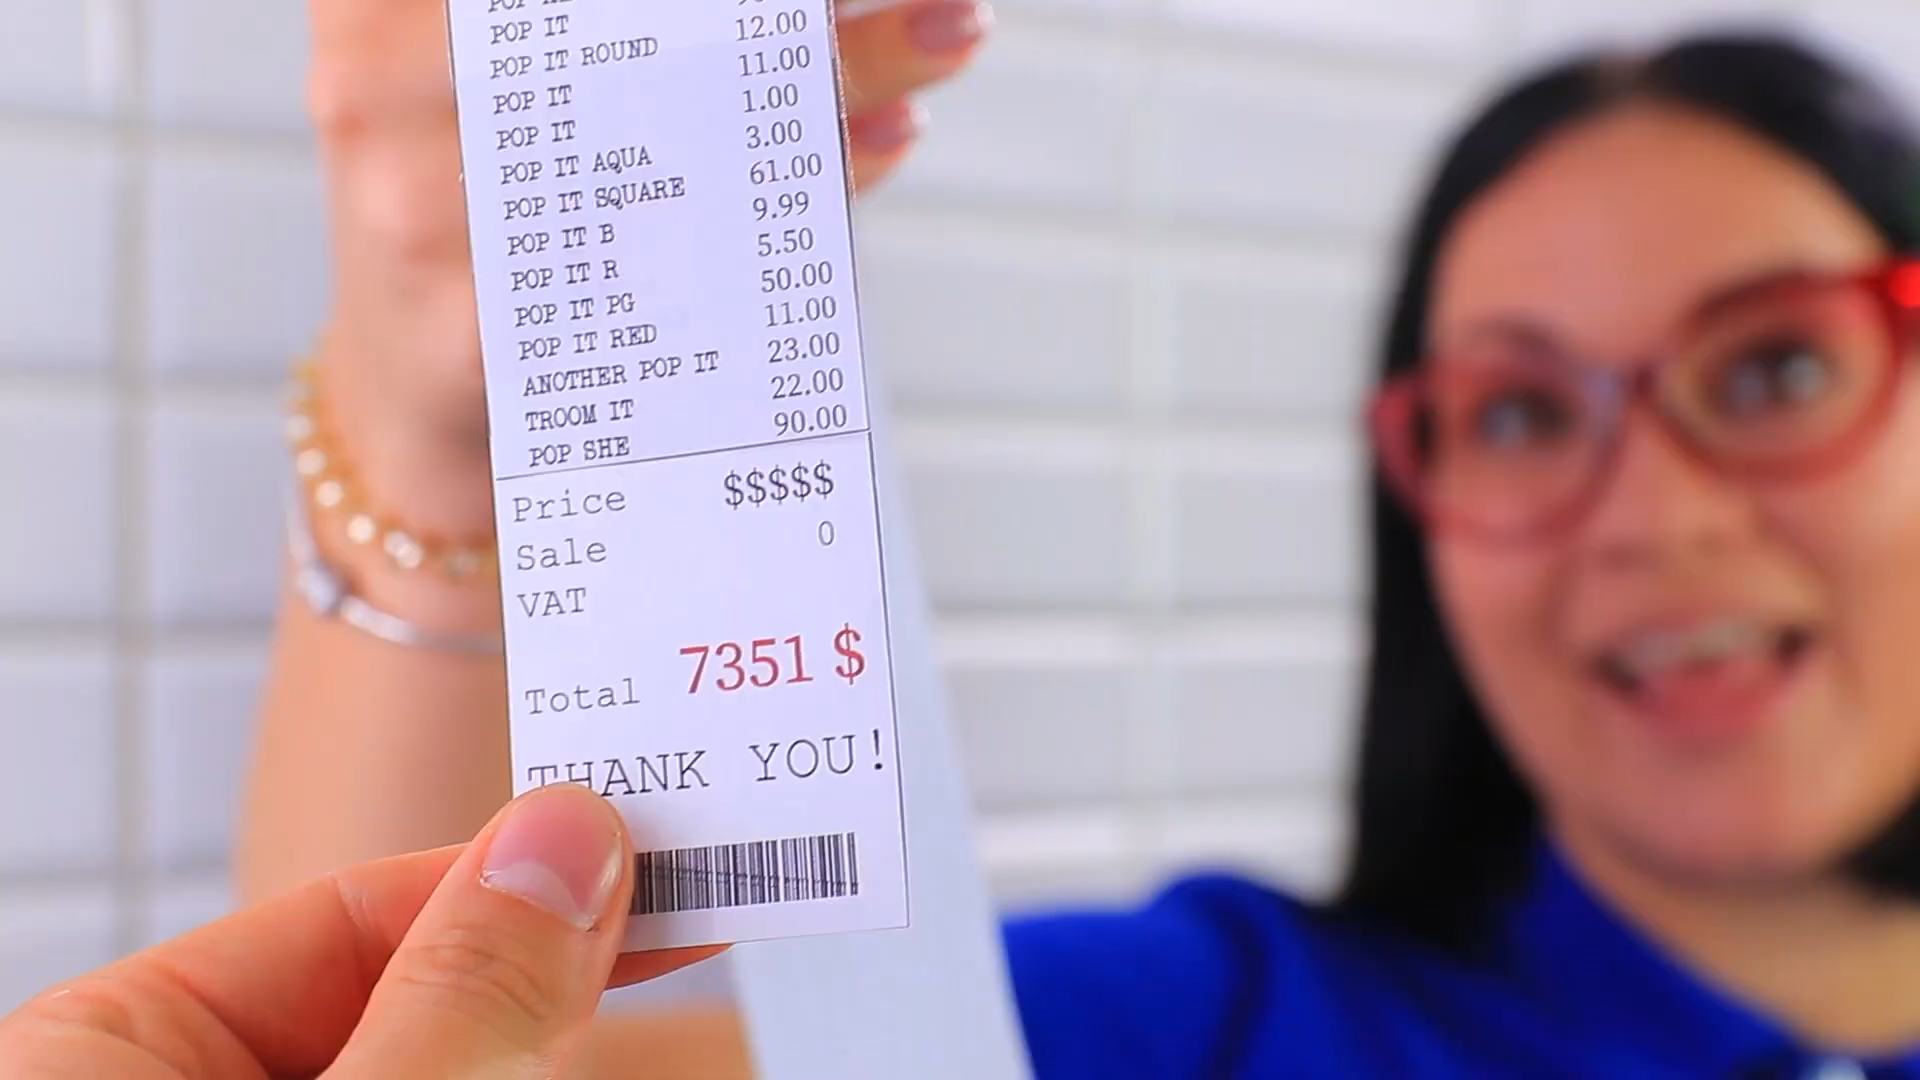 POP IT
POP IT ROUND 12.00
POP IT 11.00
POP IT 1.00
POP IT AQUA 3.00
POP IT SQUARE 61.00
POP IT B 9.99
POP IT R 5.50
POP IT PG 50.00
POP IT RED 11.00
ANOTHER POP IT 23.00
TROOM IT 22.00
POP SHE 90.00
Price $$$$$
Sale 0
VAT
Total 7351 $
THANK YOU!